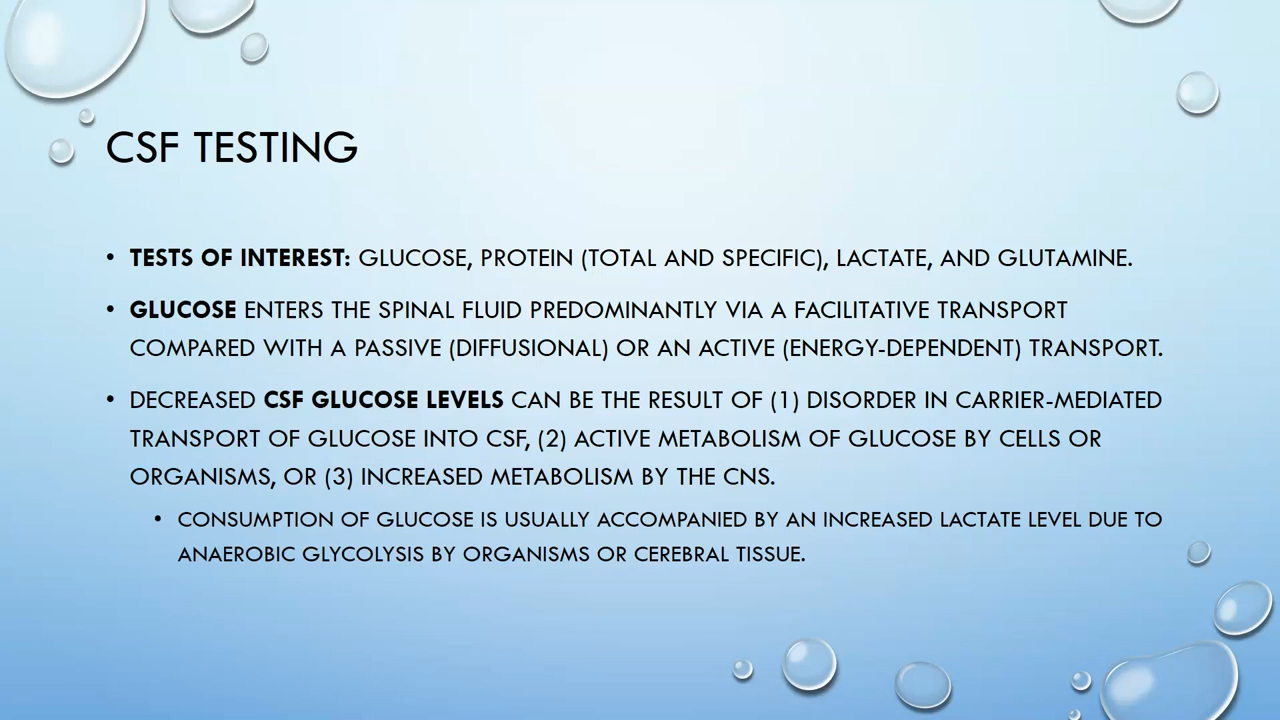 CSF TESTING
• TESTS OF INTEREST: GLUCOSE, PROTEIN (TOTAL AND SPECIFIC), LACTATE, AND GLUTAMINE.
• GLUCOSE ENTERS THE SPINAL FLUID PREDOMINANTLY VIA A FACILITATIVE TRANSPORT
COMPARED WITH A PASSIVE (DIFFUSIONAL) OR AN ACTIVE (ENERGY-DEPENDENT) TRANSPORT.
• DECREASED CSF GLUCOSE LEVELS CAN BE THE RESULT OF (1) DISORDER IN CARRIER-MEDIATED
TRANSPORT OF GLUCOSE INTO CSF, (2) ACTIVE METABOLISM OF GLUCOSE BY CELLS OR
ORGANISMS, OR (3) INCREASED METABOLISM BY THE CNS.
• CONSUMPTION OF GLUCOSE IS USUALLY ACCOMPANIED BY AN INCREASED LACTATE LEVEL DUE TO
ANAEROBIC GLYCOLYSIS BY ORGANISMS OR CEREBRAL TISSUE.